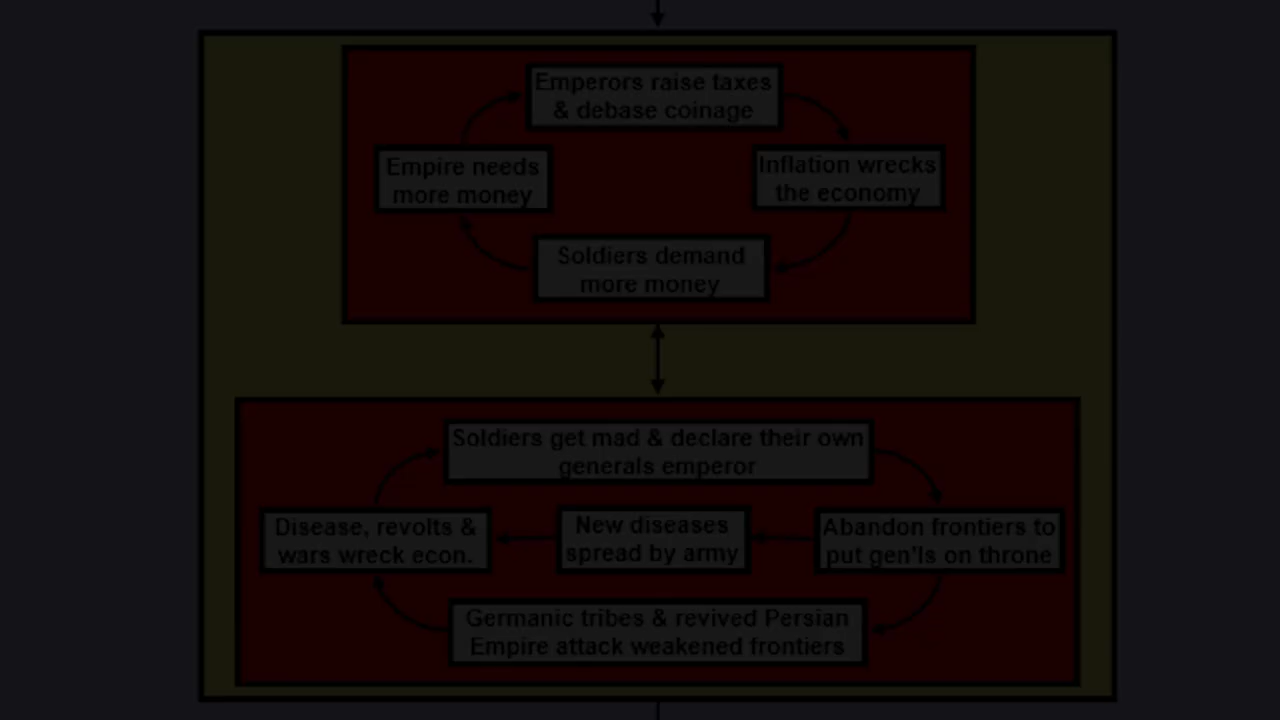 Emperors raise taxes
& debase coinage
Empire needs
more money
Inflation wrecks
the economy
Soldiers demand
more money
Soldiers get mad & declare their own
generals emperor
Disease, revolts &
wars wreck econ.
New diseases
spread by army
Abandon frontiers to
put gen'ls on throne
Germanic tribes & revived Persian
Empire attack weakened frontiers